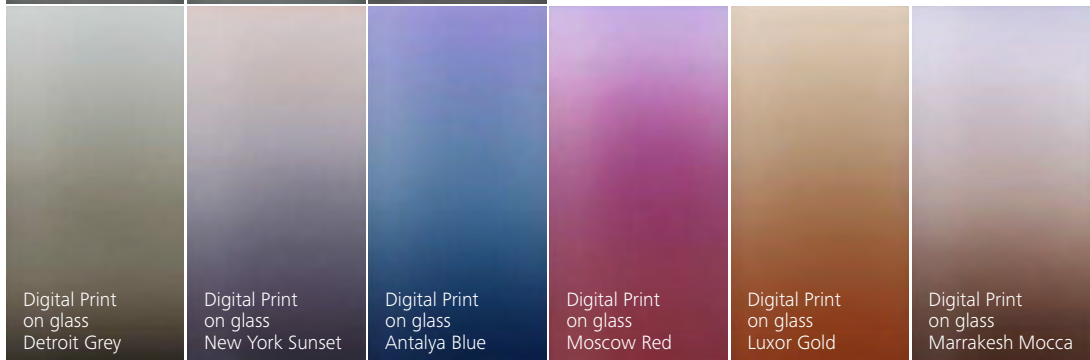 Digital Print
on glass
Detroit Grey
Digital Print
on glass
New York Sunset
Digital Print
on glass
Antalya Blue
Digital Print
on glass
Moscow Red
Digital Print
on glass
Luxor Gold
Digital Print
on glass
Marrakesh Mocca